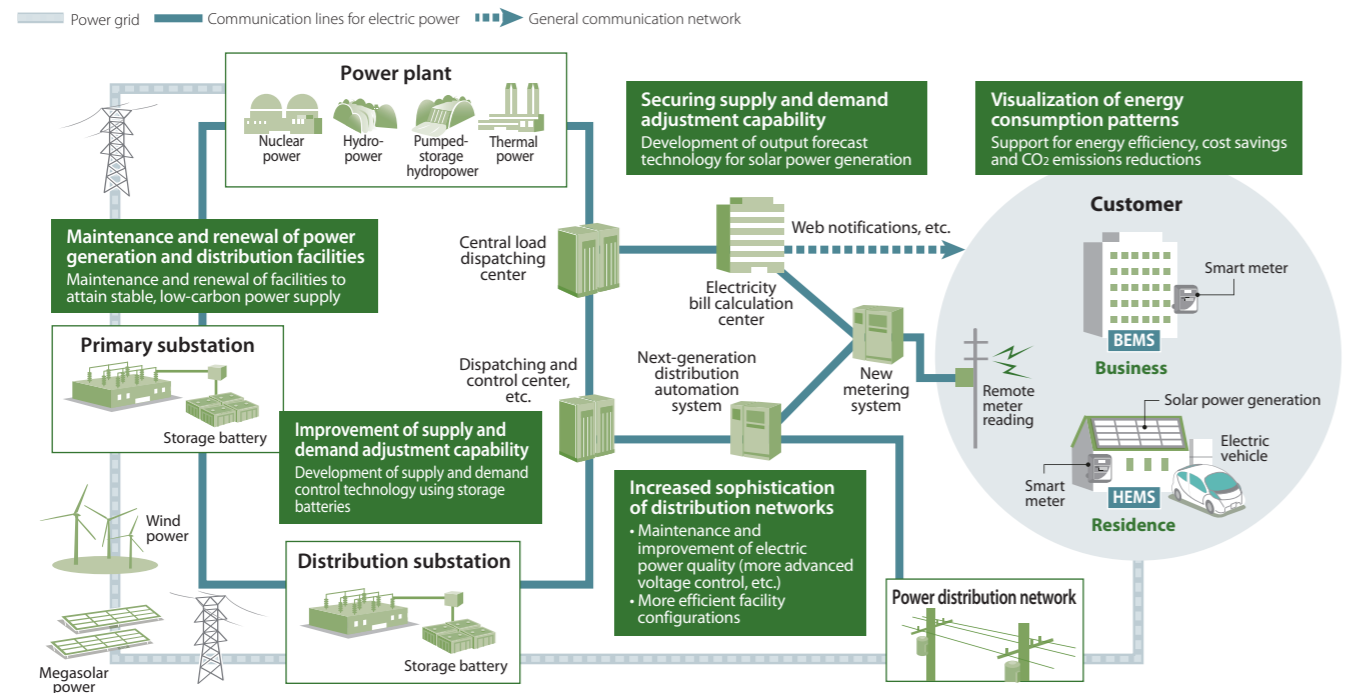 Power grid
Communication lines for electric power
General communication network
Power plant
Nuclear
power
Hydro-
power
Pumped-
storage
hydropower
Thermal
power
Securing supply and demand
adjustment capability
Development of output forecast
technology for solar power generation
Visualization of energy
consumption patterns
Support for energy efficiency, cost savings
and CO2 emissions reductions
Maintenance and renewal of power
generation and distribution facilities
Maintenance and renewal of facilities to
attain stable, low-carbon power supply
Central load
dispatching
center
Web notifications, etc.
Electricity
bill calculation
center
Customer
Smart meter
BEMS
Business
Primary substation
Storage battery
Dispatching and
control center,
etc.
Next-generation
distribution
automation
system
New
metering
system
Remote
meter
reading
Solar power generation
Electric
vehicle
Smart
meter
HEMS
Residence
Improvement of supply and
demand adjustment capability
Development of supply and demand
control technology using storage
batteries
Increased sophistication
of distribution networks
• Maintenance and
improvement of electric
power quality (more advanced
voltage control, etc.)
• More efficient facility
configurations
Wind
power
Megasolar
power
Distribution substation
Storage battery
Power distribution network